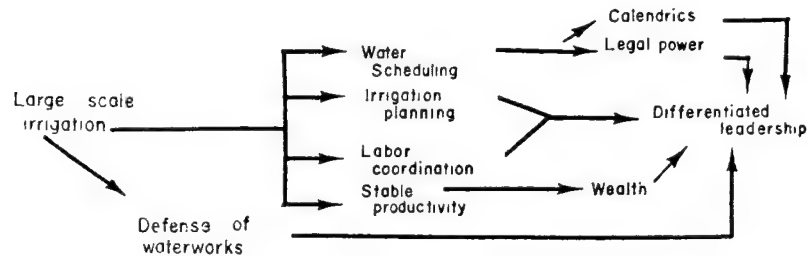 Calendrics
Legal power
Water
Scheduling
Large scale
irrigation
Irrigation
planning
Differentiated
leadership
Labor
coordination
Stable
productivity
Wealth
Defense of
waterworks